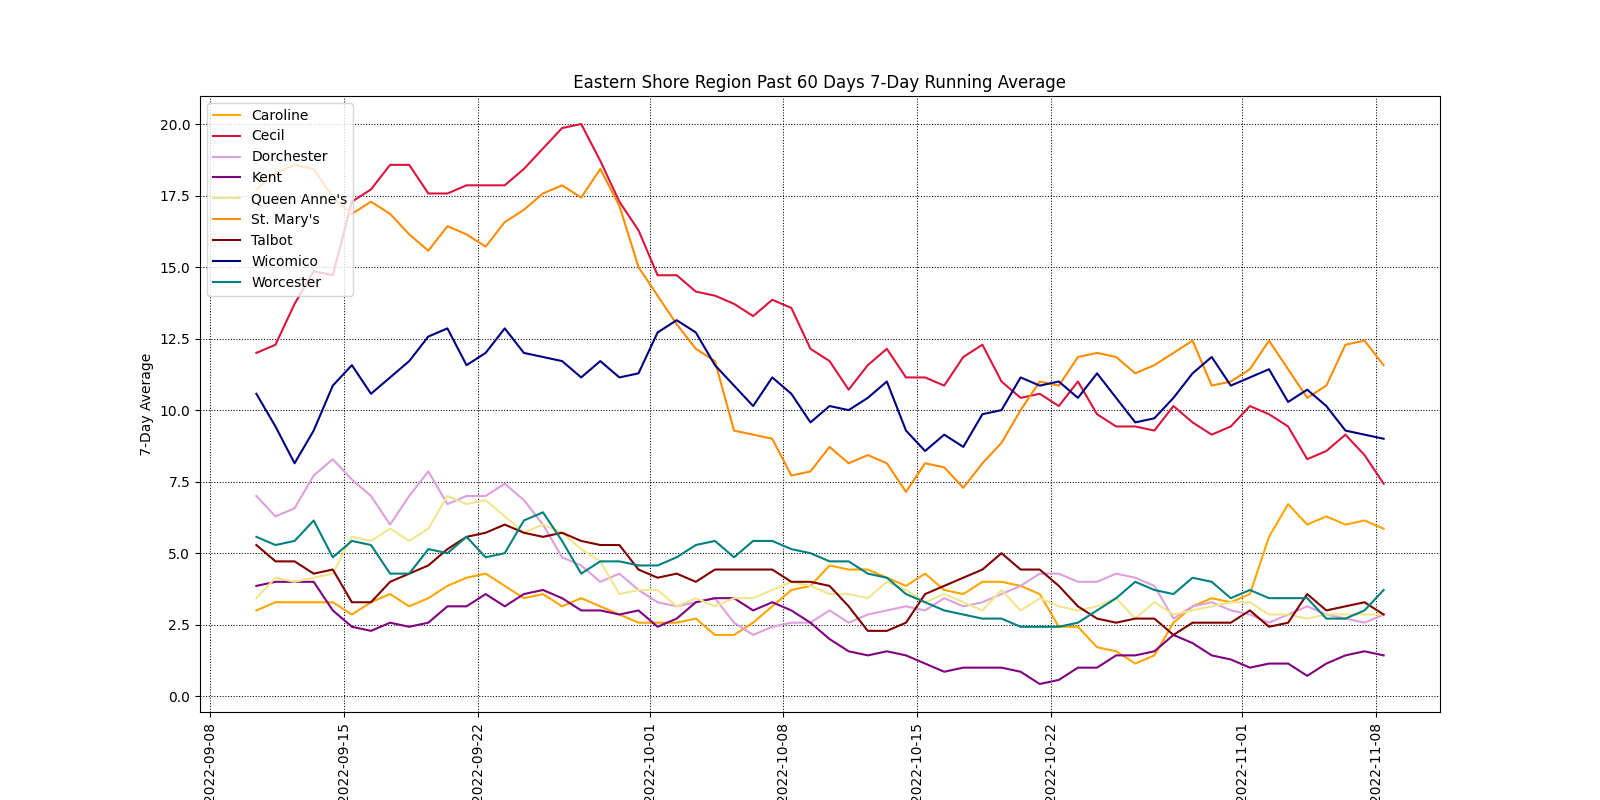 Eastern Shore Region Past 60 Days 7-Day Running Average
Caroline
Cecil
Dorchester
Kent
Queen Anne's
St. Mary's
Talbot
Wicomico
Worcester
20.0
17.5
15.0
12.5
10.0
7.5
5.0
2.5
0.0
7-Day Average
2022-09-08
2022-09-15
2022-09-22
2022-10-01
2022-10-08
2022-10-15
2022-10-22
2022-11-01
2022-11-08